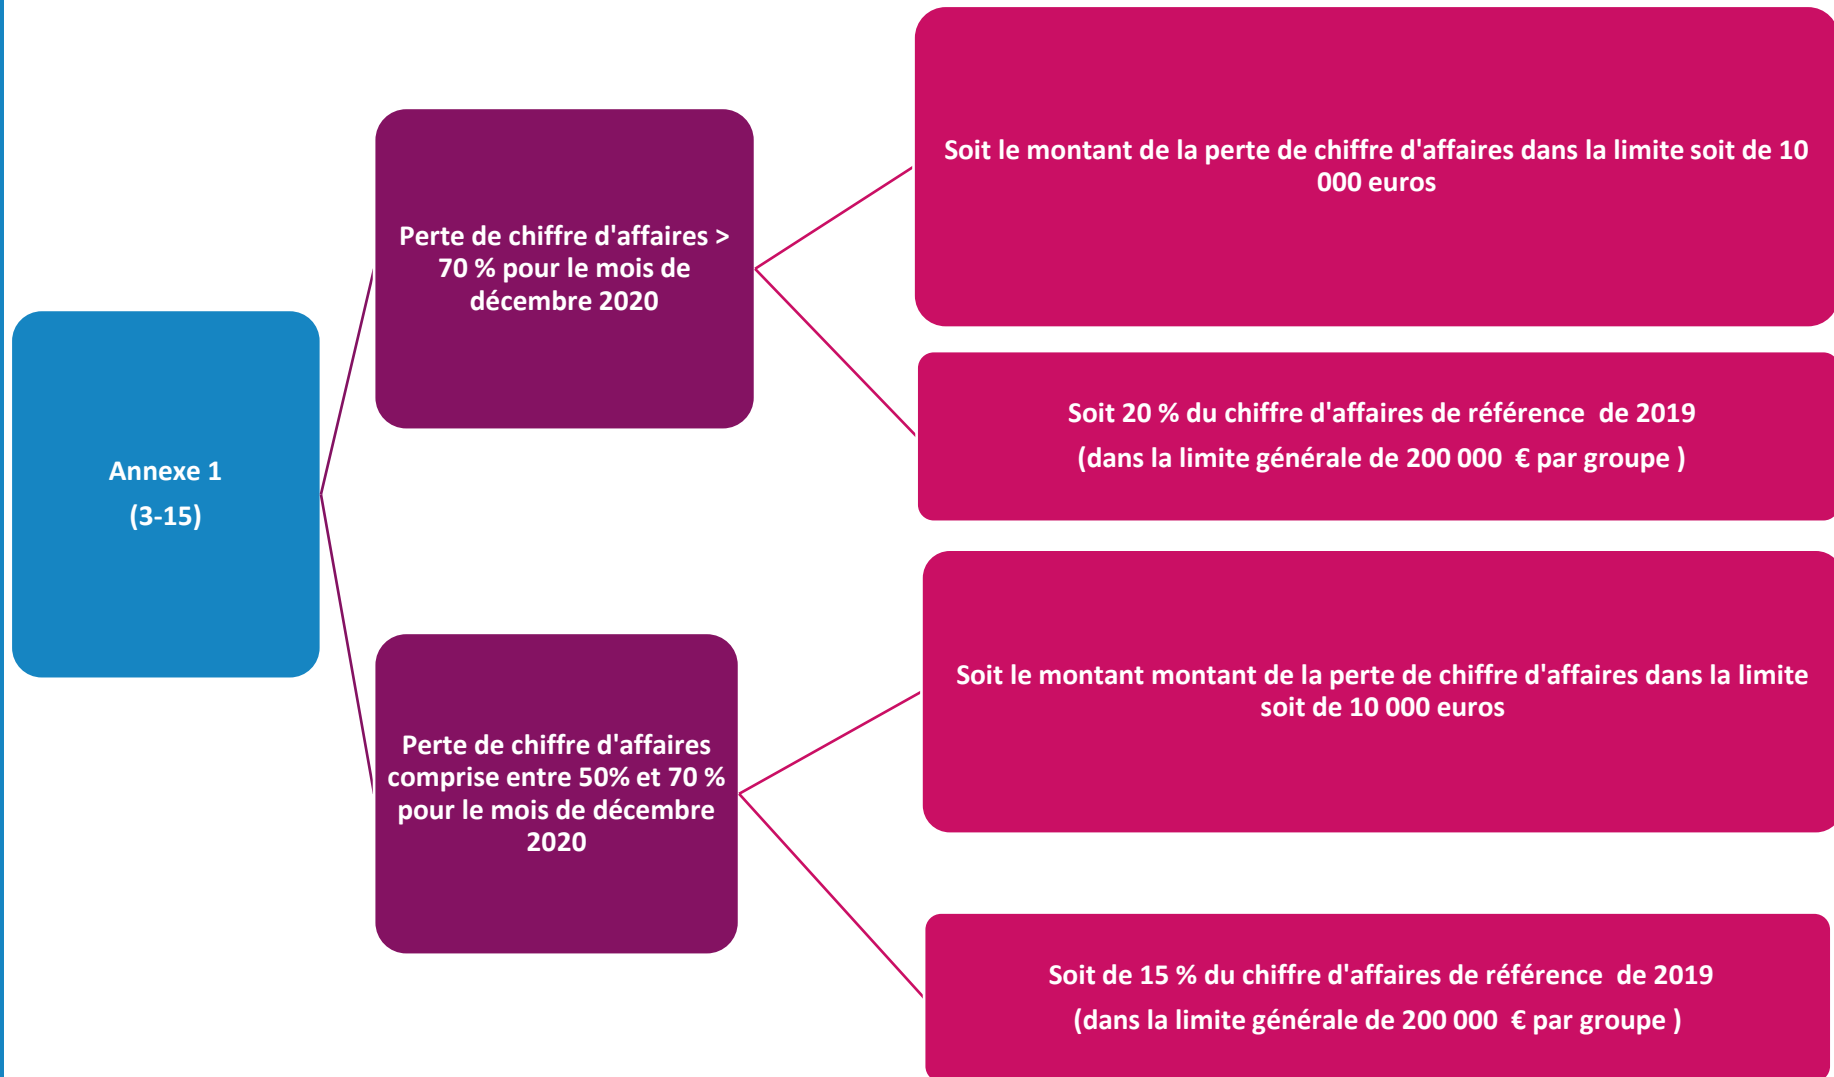 Annexe 1
(3-15)
Perte de chiffre d'affaires >
70 % pour le mois de
décembre 2020
Soit le montant de la perte de chiffre d'affaires dans la limite soit de 10
000 euros
Soit 20 % du chiffre d'affaires de référence  de 2019
(dans la limite générale de 200 000  € par groupe )
Perte de chiffre d'affaires
comprise entre 50% et 70 %
pour le mois de décembre
2020
Soit le montant montant de la perte de chiffre d'affaires dans la limite
soit de 10 000 euros
Soit de 15 % du chiffre d'affaires de référence  de 2019
(dans la limite générale de 200 000  € par groupe )